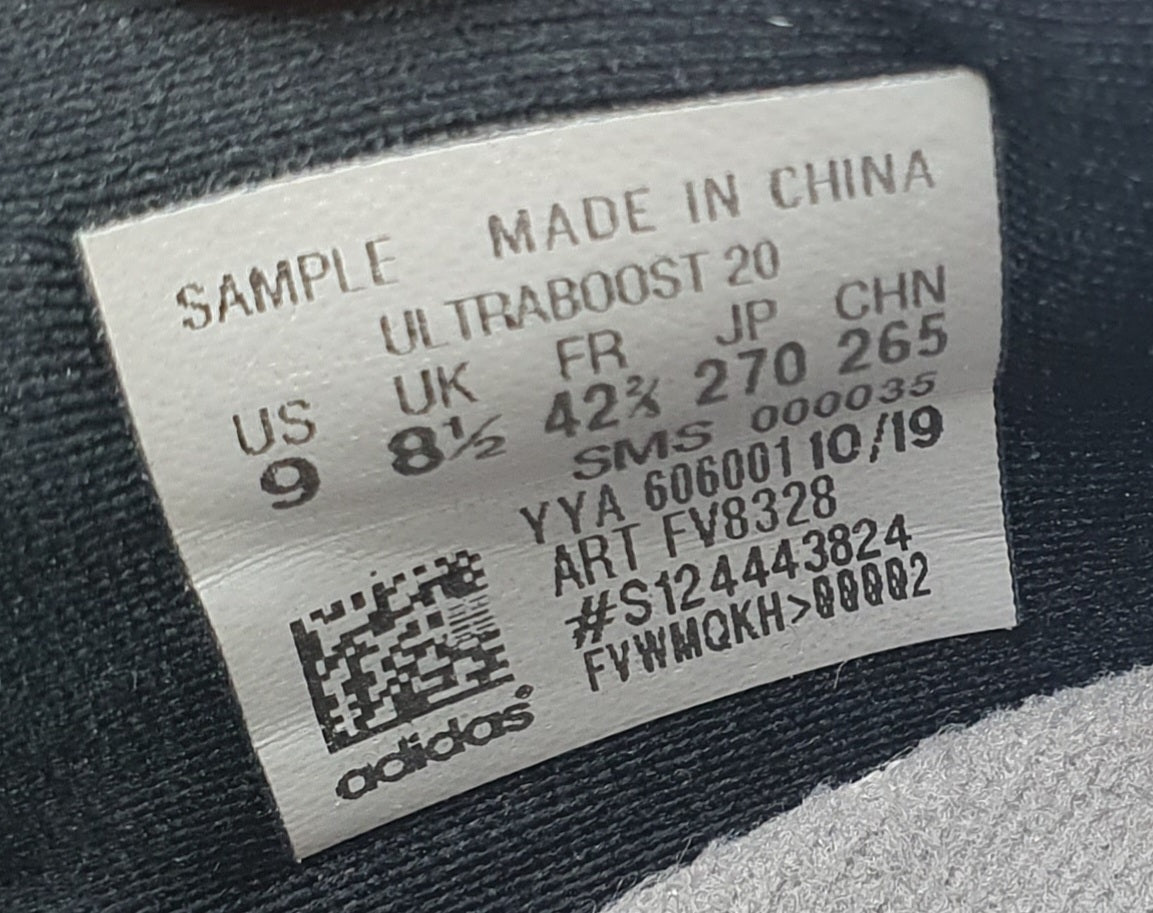 SAMPLE MADE IN CHINA
ULTRABOOST 20
US UK FR JP CHN
9 8½ 42⅔ 270 265
SMS 000035
YYA 606001 10/19
ART FV8328
#S124443824
FVWMQKH>00002
adidas